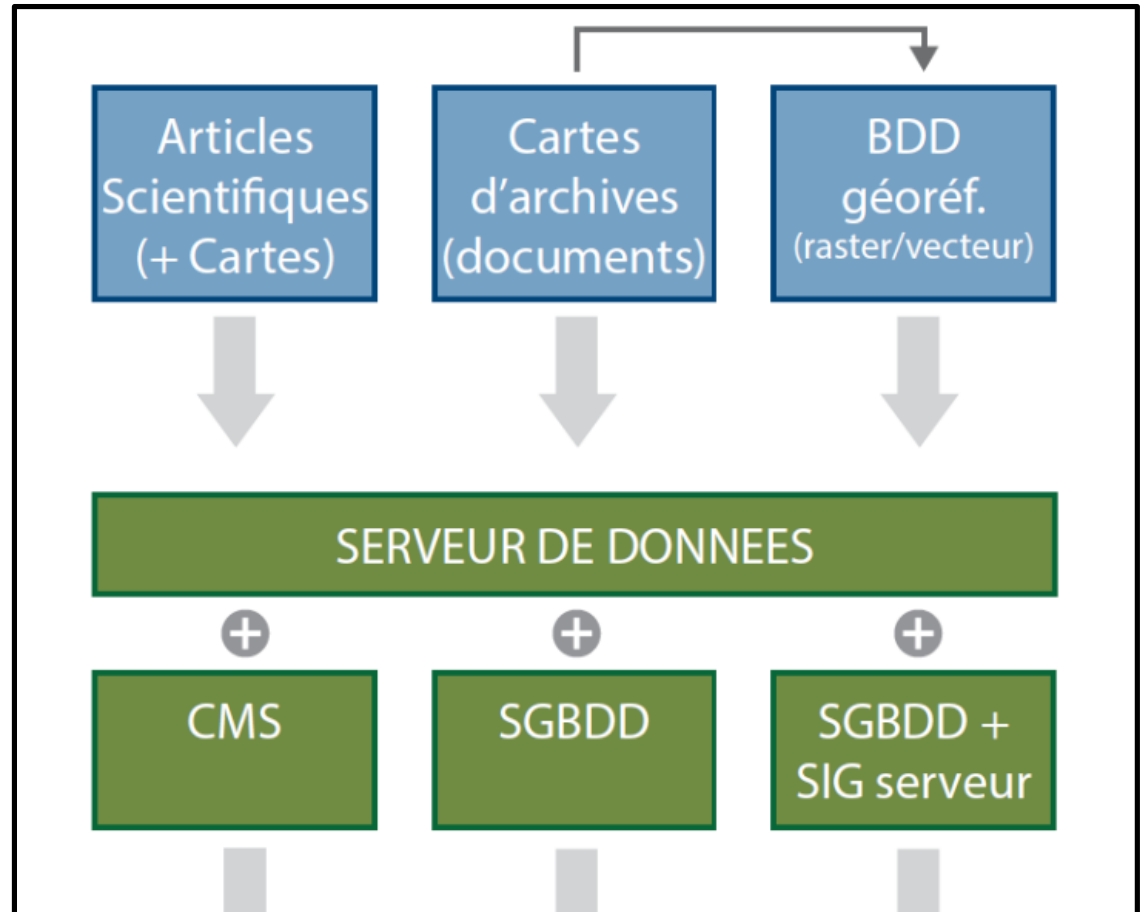 Articles
Scientifiques
(+ Cartes)
Cartes
d'archives
(documents)
BDD
géoréf.
(raster/vecteur)
SERVEUR DE DONNEES
CMS
SGBDD
SGBDD +
SIG serveur